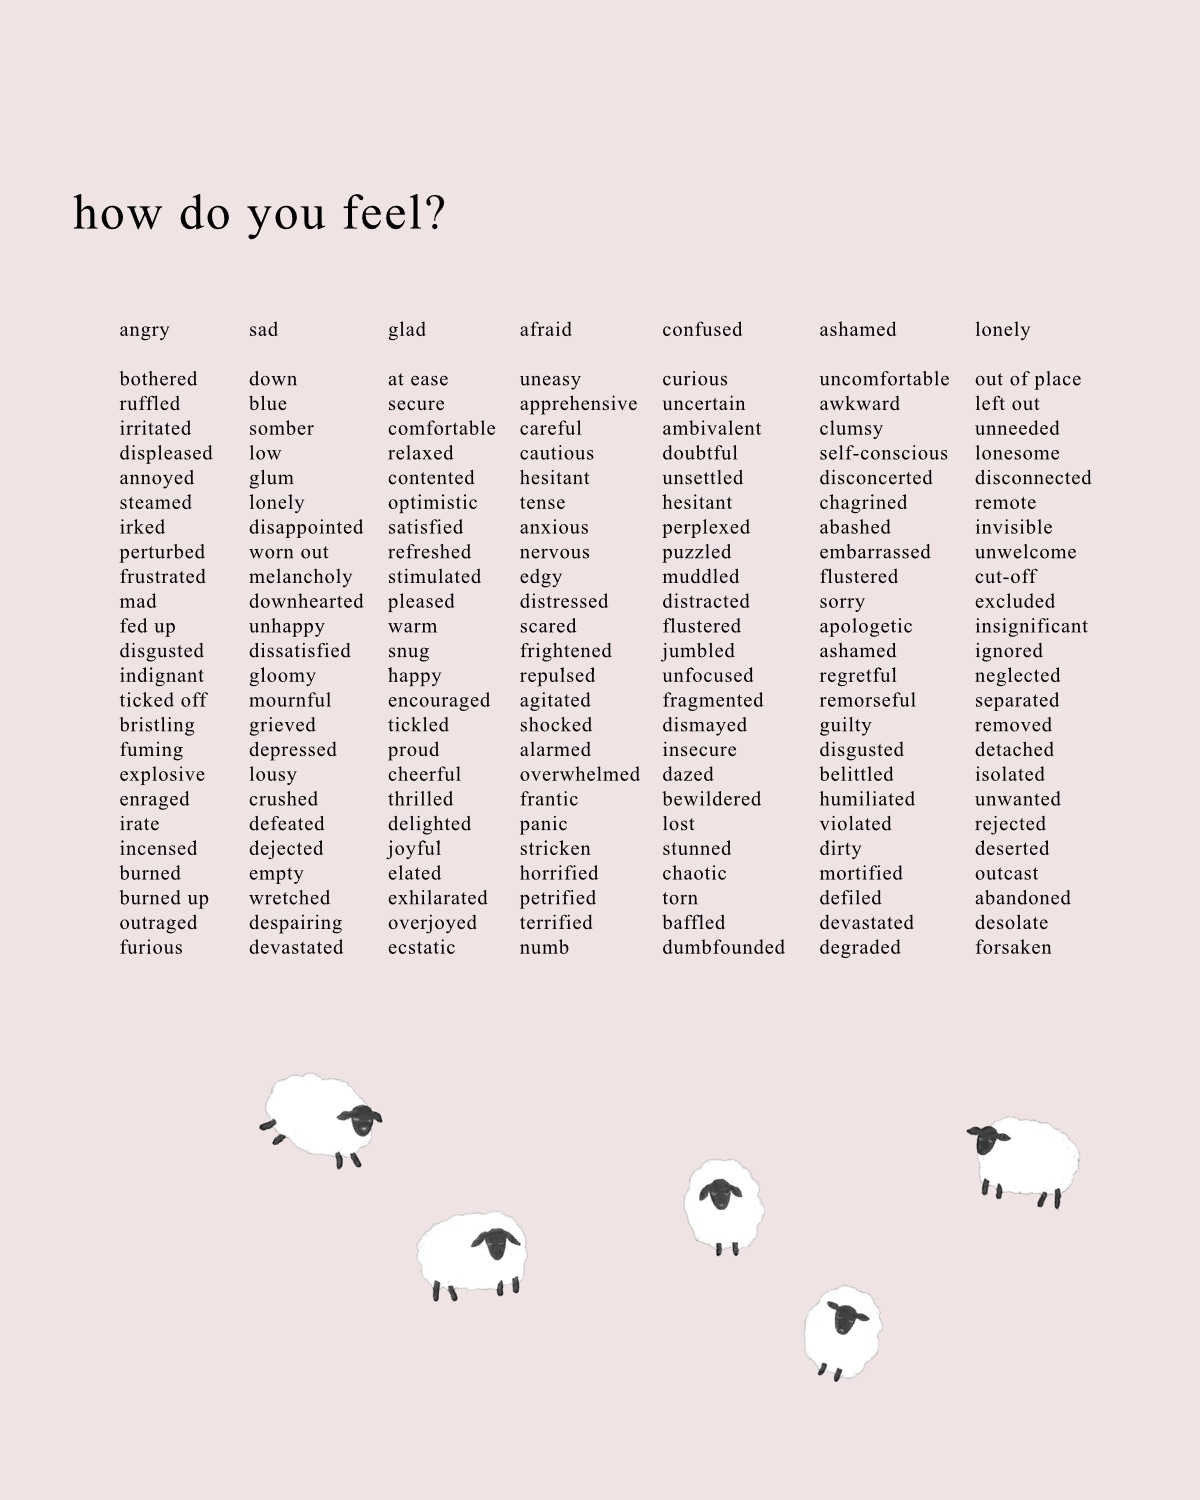 how do you feel?
angry sad glad afraid confused ashamed lonely
bothered down at ease uneasy curious uncomfortable out of place
ruffled blue secure apprehensive uncertain awkward left out
irritated somber comfortable careful ambivalent clumsy unneeded
displeased low relaxed cautious doubtful self-conscious lonesome
annoyed glum contented hesitant unsettled disconcerted disconnected
steamed lonely optimistic tense hesitant chagrined remote
irked disappointed satisfied anxious perplexed abashed invisible
perturbed worn out refreshed nervous puzzled embarrassed unwelcome
frustrated melancholy stimulated edgy muddled flustered cut-off
mad downhearted pleased distressed distracted sorry excluded
fed up unhappy warm scared flustered apologetic insignificant
disgusted dissatisfied snug frightened jumbled ashamed ignored
indignant gloomy happy repulsed unfocused regretful neglected
ticked off mournful encouraged agitated fragmented remorseful separated
bristling grieved tickled shocked dismayed guilty removed
fuming depressed proud alarmed insecure disgusted detached
explosive lousy cheerful overwhelmed dazed belittled isolated
enraged crushed thrilled frantic bewildered humiliated unwanted
irate defeated delighted panic lost violated rejected
incensed dejected joyful stricken stunned dirty deserted
burned empty elated horrified chaotic mortified outcast
burned up wretched exhilarated petrified torn defiled abandoned
outraged despairing overjoyed terrified baffled devastated desolate
furious devastated ecstatic numb dumbfounded degraded forsaken